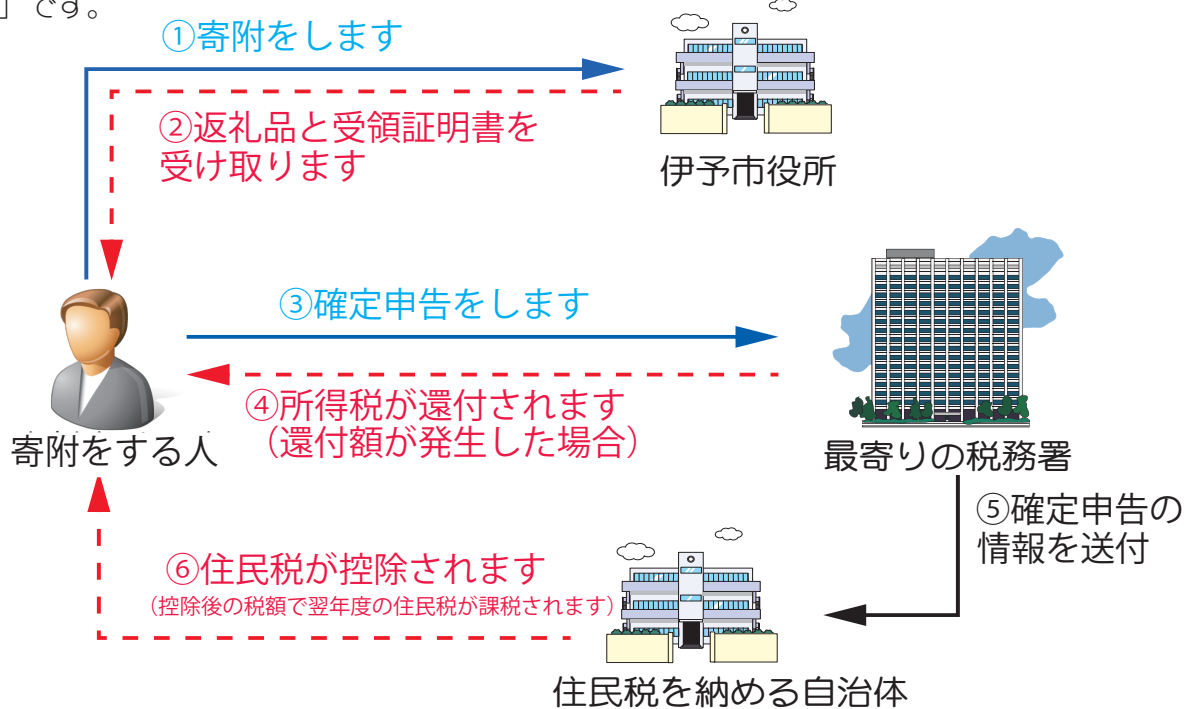 」です。
①寄附をします
②返礼品と受領証明書を
受け取ります
伊予市役所
③確定申告をします
④所得税が還付されます
（還付額が発生した場合）
寄附をする人
最寄りの税務署
⑤確定申告の
情報を送付
⑥住民税が控除されます
（控除後の税額で翌年度の住民税が課税されます）
住民税を納める自治体